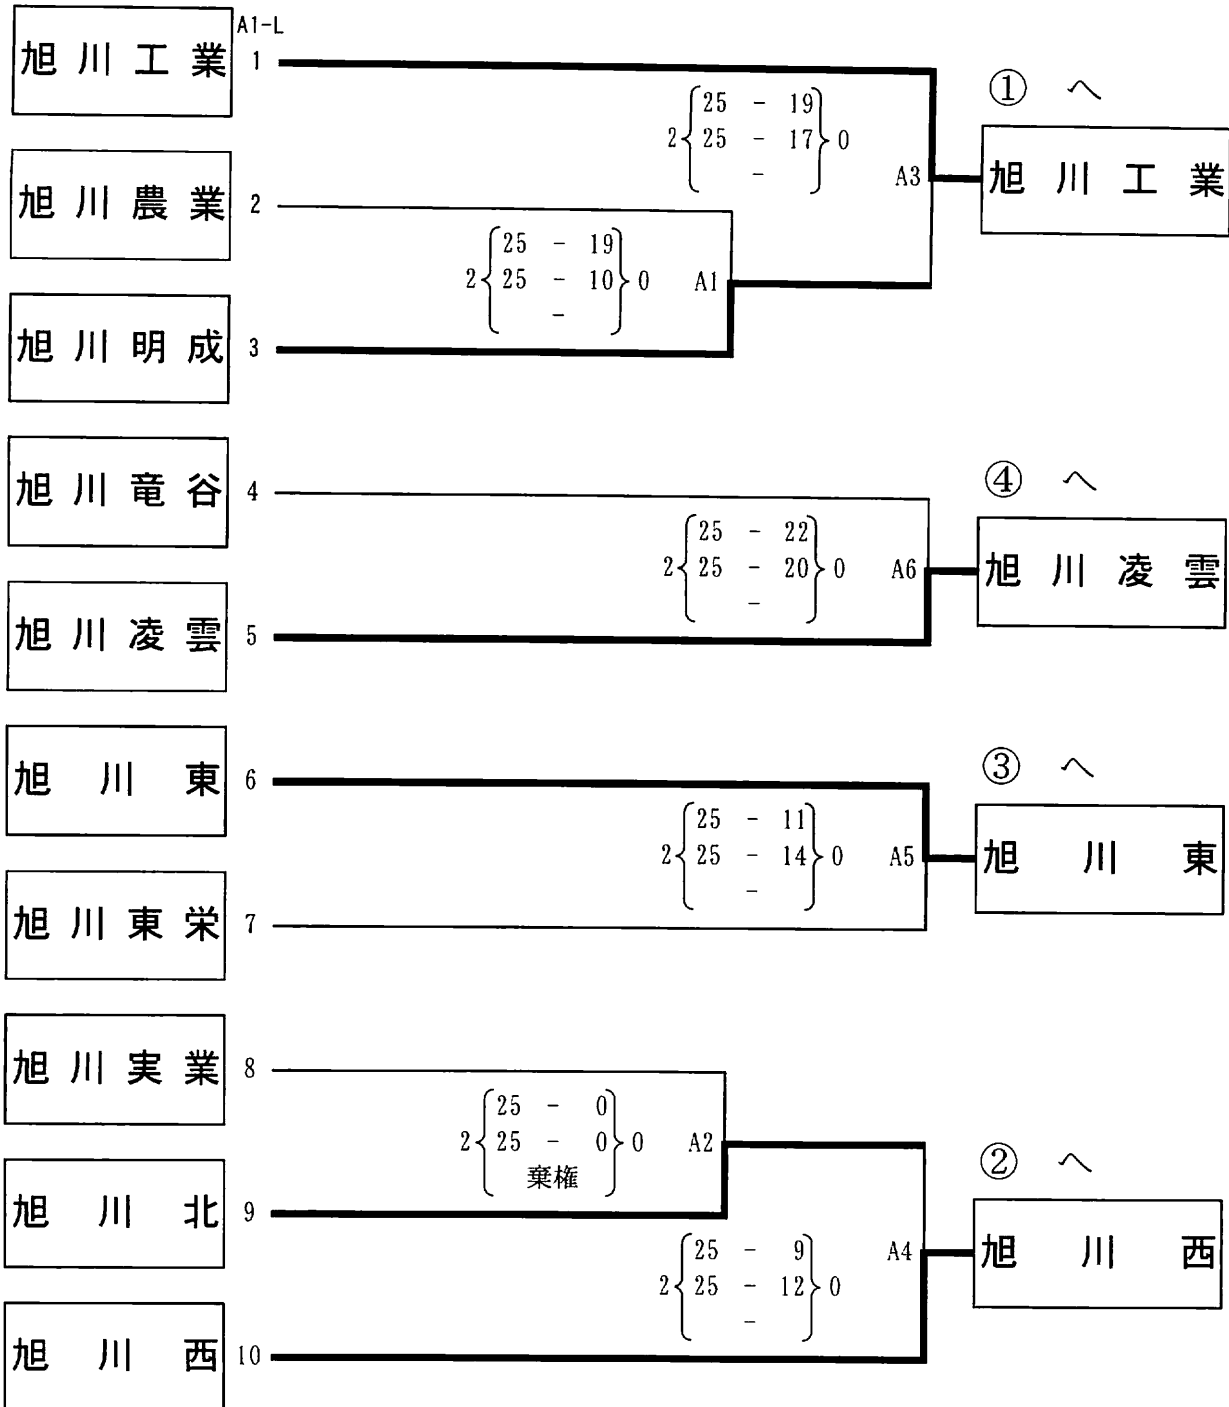 A1-L
旭川工業 1
① へ
25 - 19
2 25 - 17 0
-
A3
旭川工業
旭川農業 2
25 - 19
2 25 - 10 0
-
A1
旭川明成 3
旭川竜谷 4
④ へ
25 - 22
2 25 - 20 0
-
A6
旭川凌雲
旭川凌雲 5
旭川東 6
③ へ
25 - 11
2 25 - 14 0
-
A5
旭川東
旭川東栄 7
旭川実業 8
25 - 0
2 25 - 0 0
棄権
A2
② へ
旭川北 9
25 - 9
2 25 - 12 0
-
A4
旭川西
旭川西 10